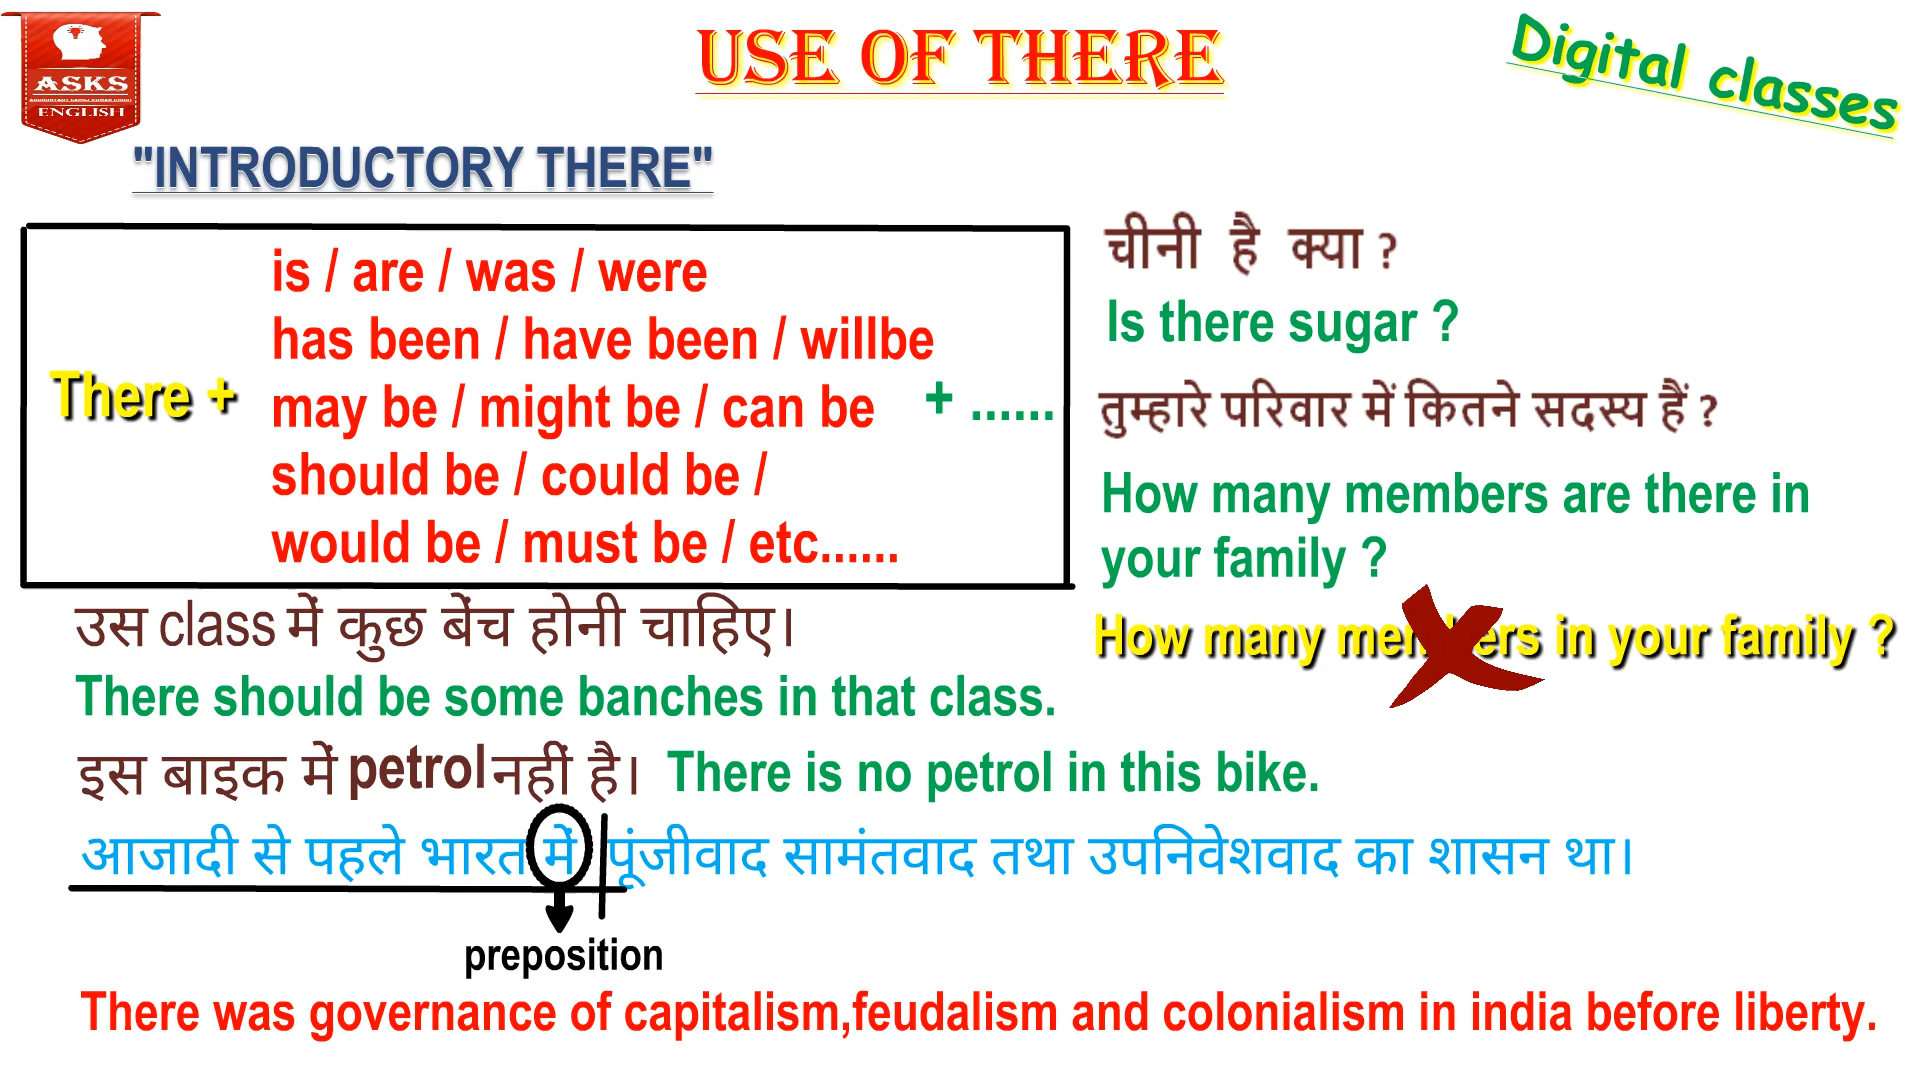 ASKS
ENGLISH
USE OF THERE
Digital classes
"INTRODUCTORY THERE"
There +
is / are / was / were
has been / have been / willbe
may be / might be / can be
should be / could be /
would be / must be / etc......
+ ......
चीनी है क्या ?
Is there sugar ?
तुम्हारे परिवार में कितने सदस्य हैं ?
How many members are there in
your family ?
How many members in your family ?
उस class में कुछ बेंच होनी चाहिए।
There should be some banches in that class.
इस बाइक में petrol नहीं है। There is no petrol in this bike.
आजादी से पहले भारत में पूंजीवाद सामंतवाद तथा उपनिवेशवाद का शासन था।
preposition
There was governance of capitalism,feudalism and colonialism in india before liberty.